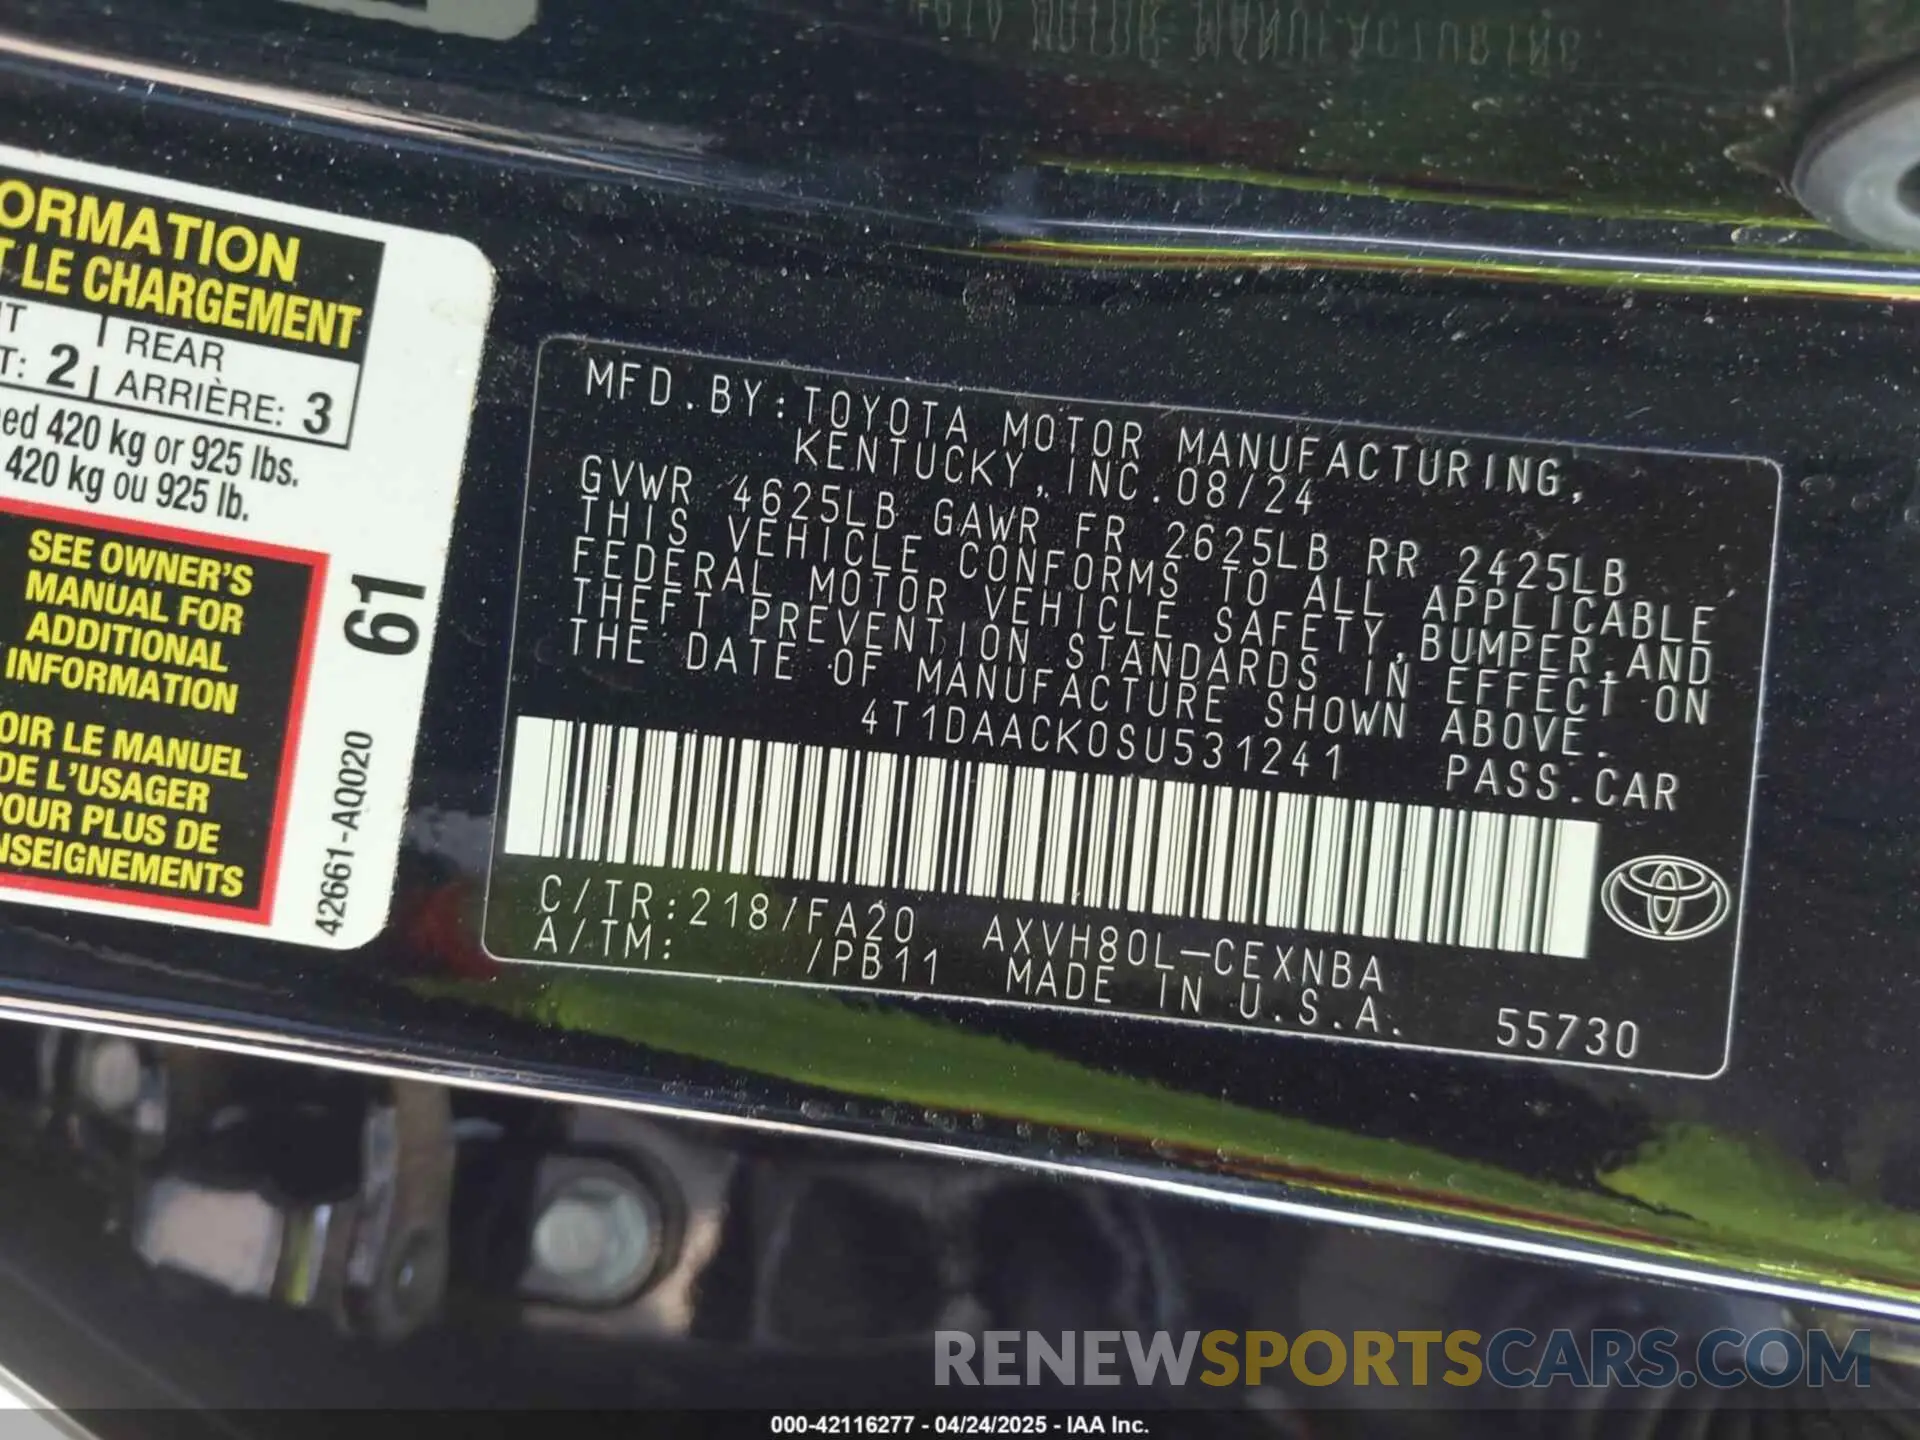 ORMATION
T LE CHARGEMENT
REAR
T: 2 ARRIÈRE: 3
ed 420 kg or 925 lbs.
420 kg ou 925 lb.
SEE OWNER'S
MANUAL FOR
ADDITIONAL
INFORMATION
OIR LE MANUEL
DE L'USAGER
POUR PLUS DE
NSEIGNEMENTS
61
42661-AQ020
MFD.BY:TOYOTA MOTOR MANUFACTURING,
KENTUCKY, INC. 08/24
GVWR 4625LB GAWR FR 2625LB RR 2425LB
THIS VEHICLE CONFORMS TO ALL APPLICABLE
FEDERAL MOTOR VEHICLE SAFETY,BUMPER,AND
THEFT PREVENTION STANDARDS IN EFFECT ON
THE DATE OF MANUFACTURE SHOWN ABOVE.
4T1DAACK0SU531241 PASS.CAR
C/TR:218/FA20 AXVH80L-CEXNBA
A/TM: /PB11 MADE IN U.S.A. 55730
RENEWSPORTSCARS.COM
000-42116277 - 04/24/2025 - IAA Inc.